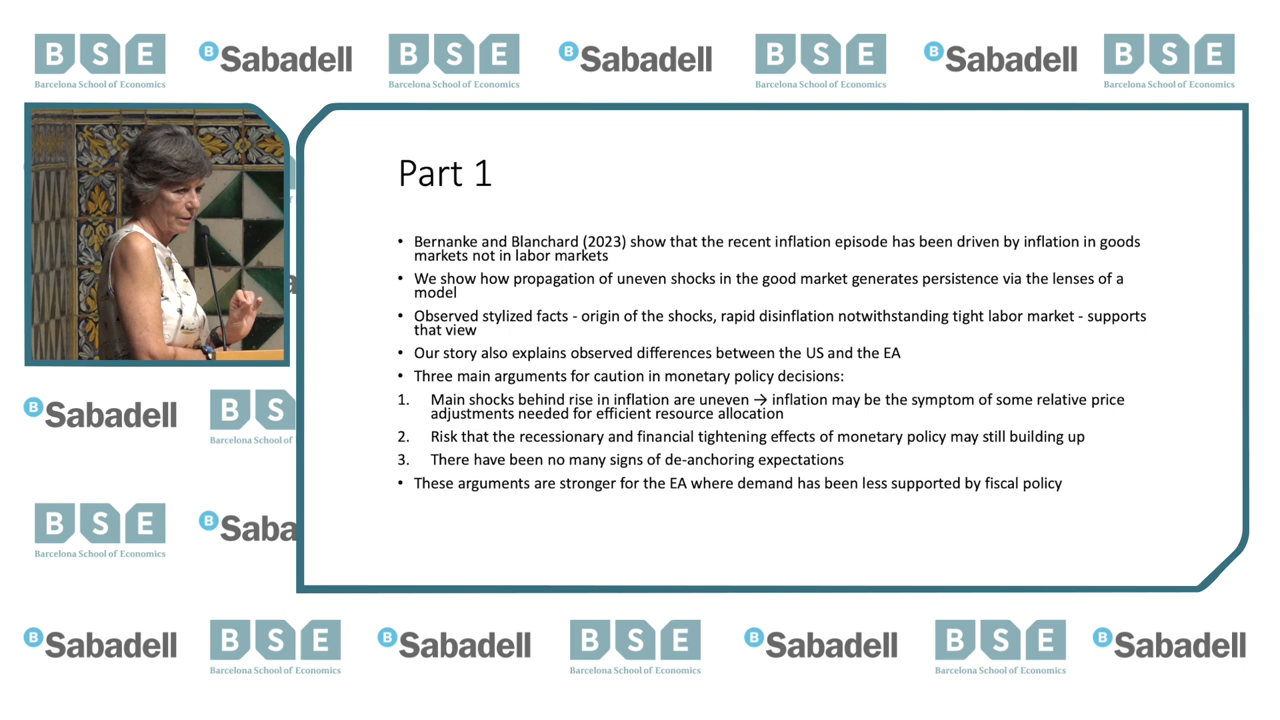 BSE
Barcelona School of Economics
B Sabadell
BSE
Barcelona School of Economics
B Sabadell
BSE
Barcelona School of Economics
B Sabadell
BSE
Barcelona School of Economics
Part 1
• Bernanke and Blanchard (2023) show that the recent inflation episode has been driven by inflation in goods
markets not in labor markets
• We show how propagation of uneven shocks in the good market generates persistence via the lenses of a
model
• Observed stylized facts - origin of the shocks, rapid disinflation notwithstanding tight labor market - supports
that view
• Our story also explains observed differences between the US and the EA
• Three main arguments for caution in monetary policy decisions:
1. Main shocks behind rise in inflation are uneven → inflation may be the symptom of some relative price
adjustments needed for efficient resource allocation
2. Risk that the recessionary and financial tightening effects of monetary policy may still building up
3. There have been no many signs of de-anchoring expectations
• These arguments are stronger for the EA where demand has been less supported by fiscal policy
B Sabadell
BS
Barcelona School of
BSE
Barcelona School of Economics
B Saba
B Sabadell
BSE
Barcelona School of Economics
B Sabadell
BSE
Barcelona School of Economics
B Sabadell
BSE
Barcelona School of Economics
B Sabadell